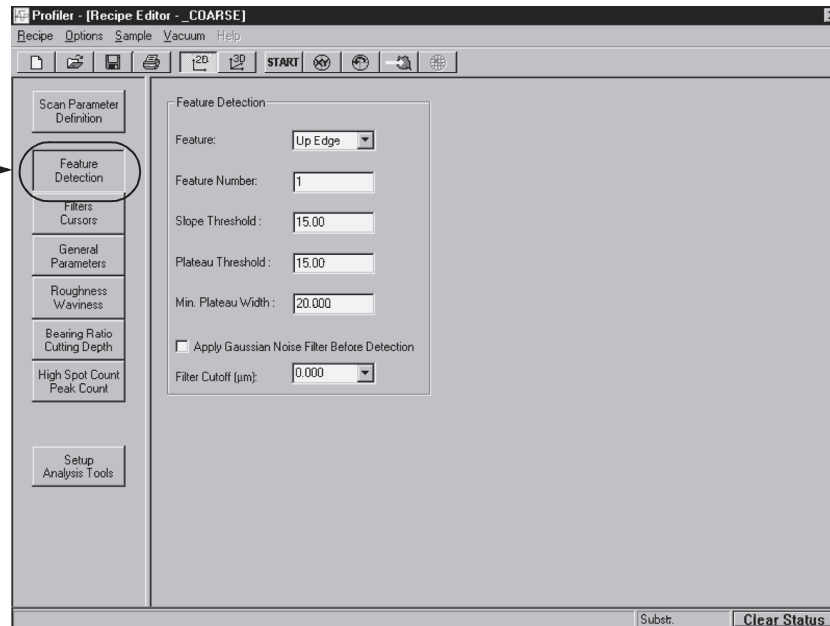 Profiler - [Recipe Editor - _COARSE]
Recipe Options Sample Vacuum Help
2D 3D START XY
Scan Parameter
Definition
Feature
Detection
Filters
Cursors
General
Parameters
Roughness
Waviness
Bearing Ratio
Cutting Depth
High Spot Count
Peak Count
Setup
Analysis Tools
Feature Detection
Feature: Up Edge
Feature Number: 1
Slope Threshold : 15.00
Plateau Threshold : 15.00
Min. Plateau Width : 20.000
Apply Gaussian Noise Filter Before Detection
Filter Cutoff (µm): 0.000
Substr. Clear Status